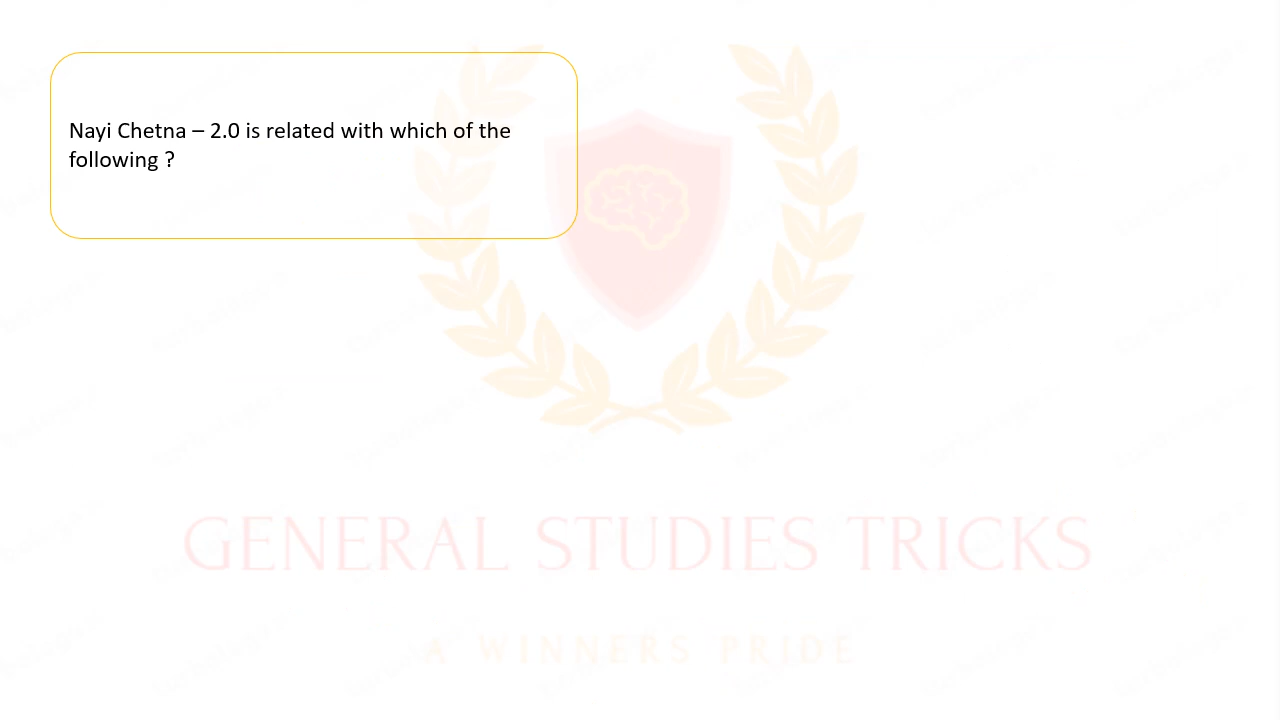 Nayi Chetna – 2.0 is related with which of the
following ?
GENERAL STUDIES TRICKS
A WINNERS PRIDE